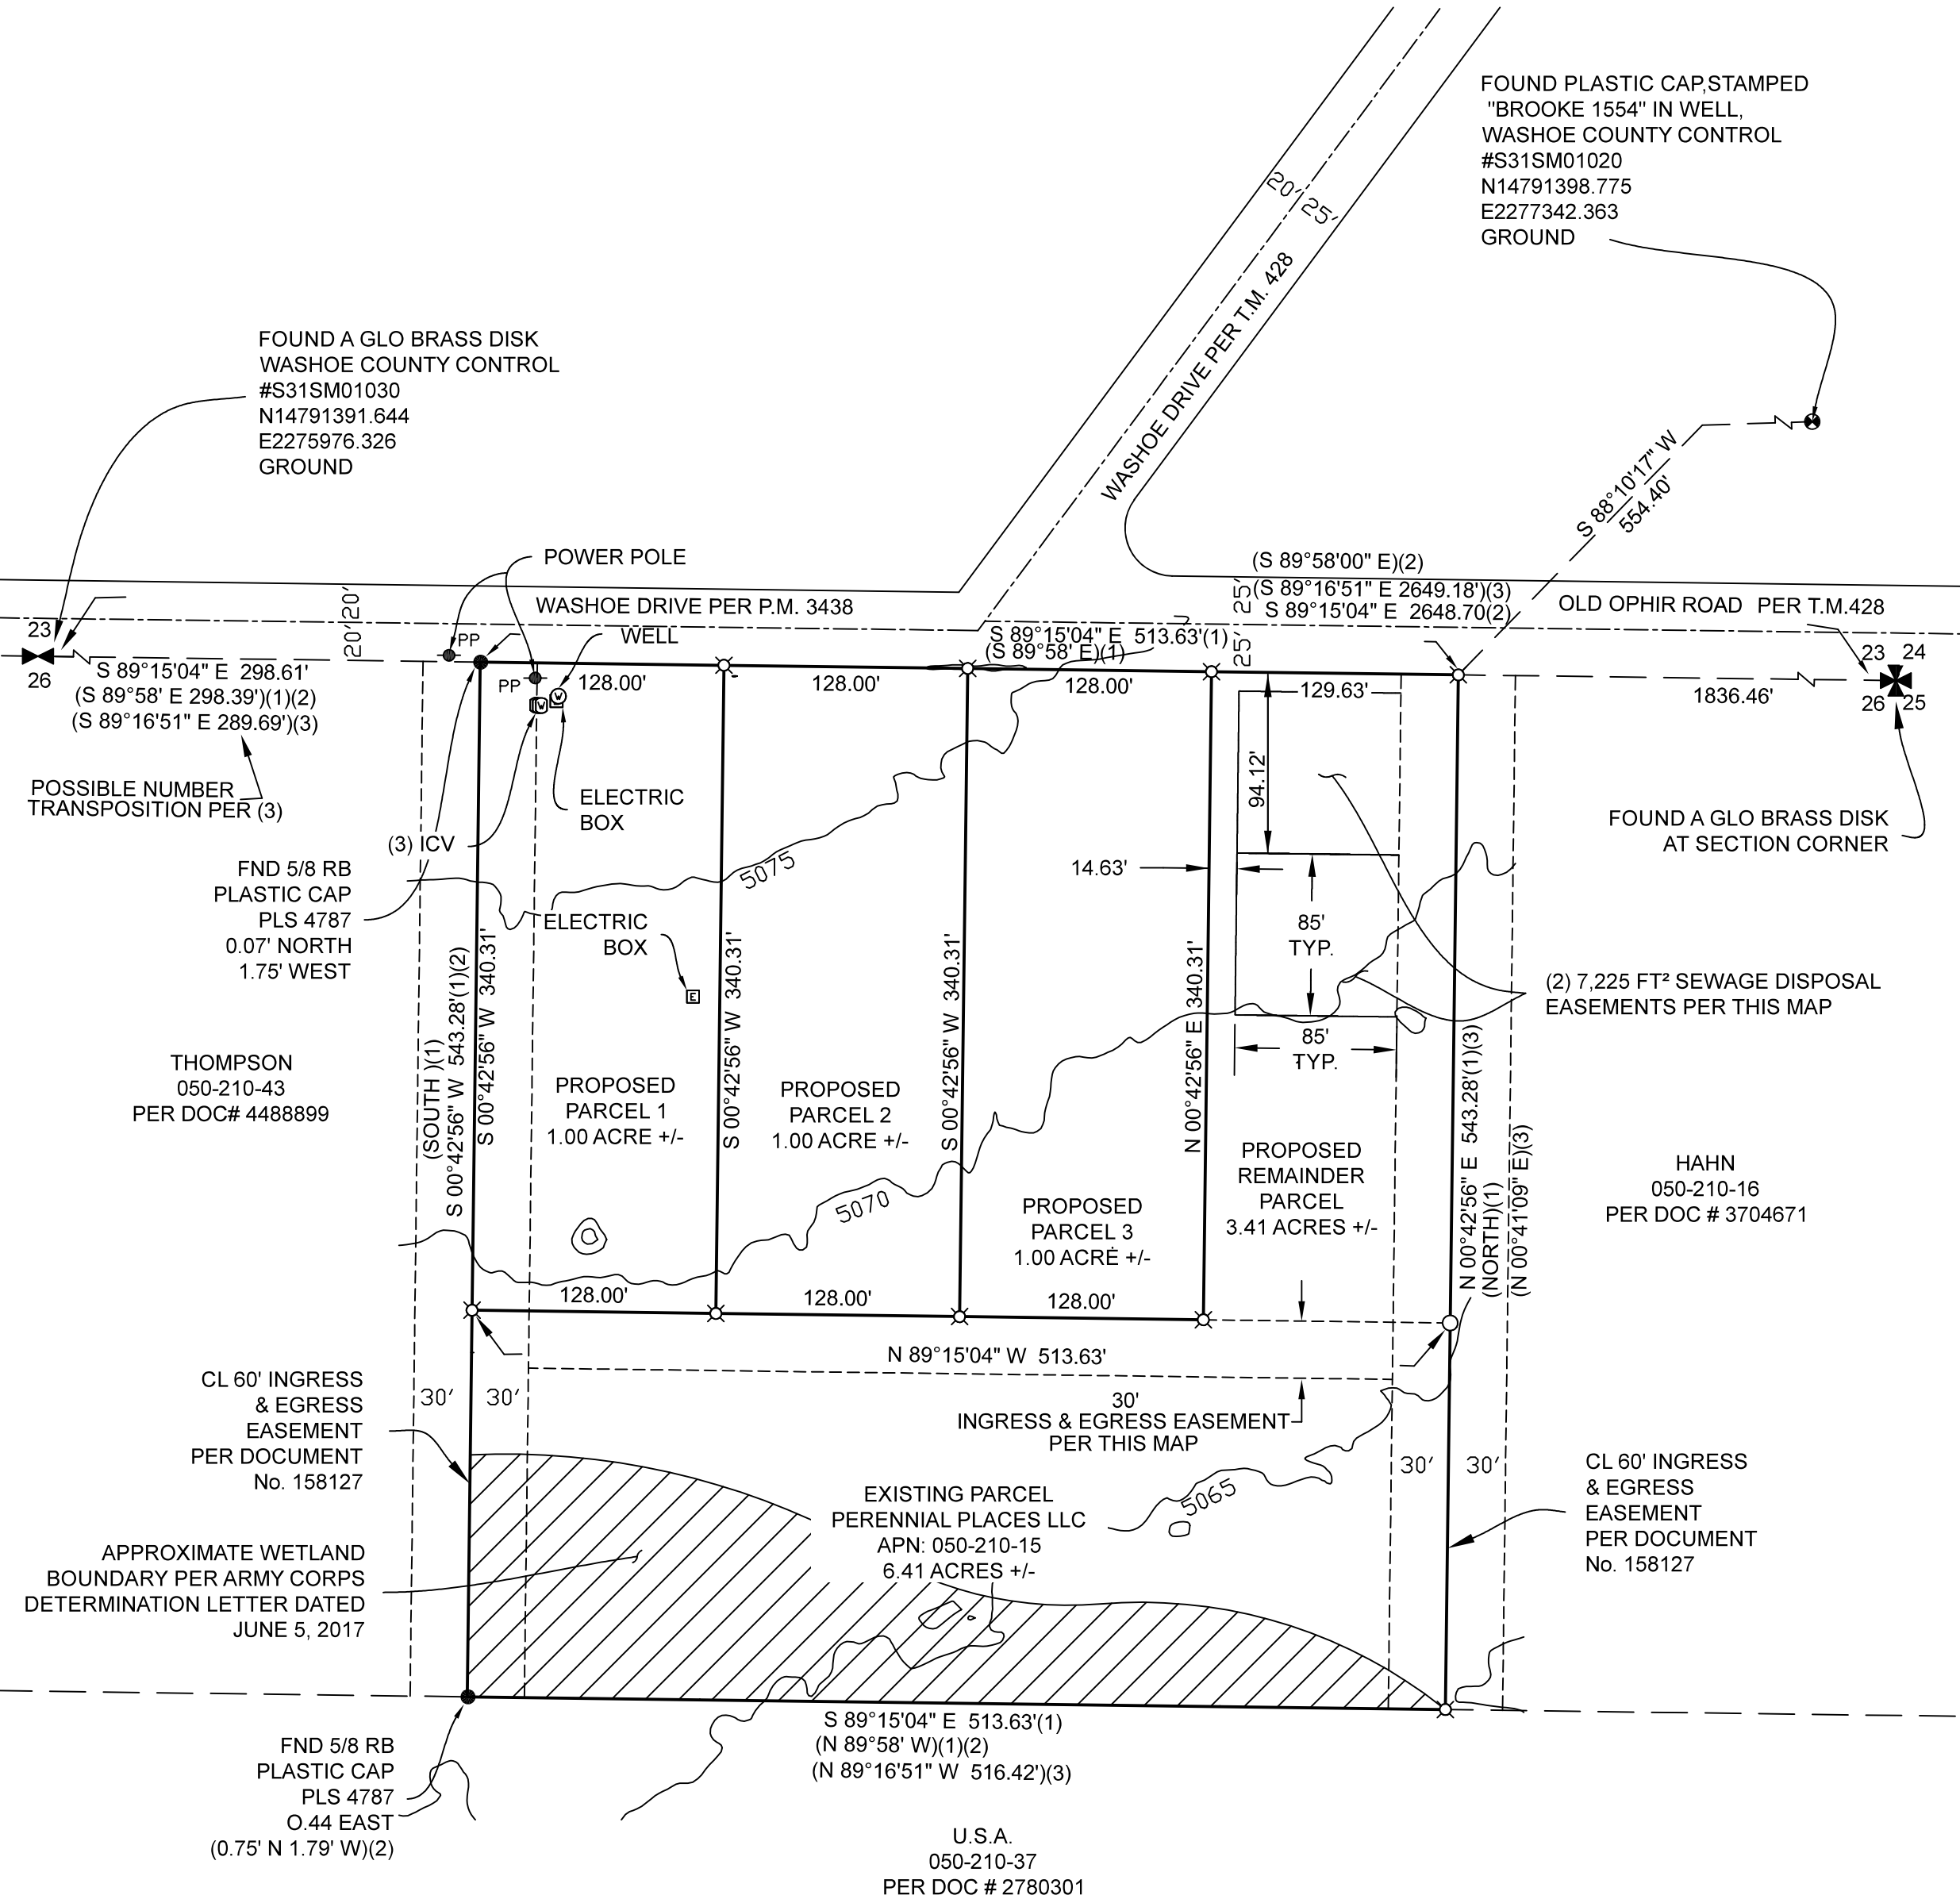 FOUND PLASTIC CAP,STAMPED
"BROOKE 1554" IN WELL,
WASHOE COUNTY CONTROL
#S31SM01020
N14791398.775
E2277342.363
GROUND
20' 25'
WASHOE DRIVE PER T.M. 428
FOUND A GLO BRASS DISK
WASHOE COUNTY CONTROL
#S31SM01030
N14791391.644
E2275976.326
GROUND
S 88°10'17" W
554.40'
POWER POLE
20' 20'
WASHOE DRIVE PER P.M. 3438
(S 89°58'00" E)(2)
(S 89°16'51" E 2649.18')(3)
S 89°15'04" E 2648.70(2)
25'
25'
OLD OPHIR ROAD PER T.M.428
23
26
PP
WELL
S 89°15'04" E 513.63'(1)
(S 89°58' E)(1)
23 24
26 25
1836.46'
S 89°15'04" E 298.61'
(S 89°58' E 298.39')(1)(2)
(S 89°16'51" E 289.69')(3)
PP
W
W
128.00'
128.00'
128.00'
129.63'
POSSIBLE NUMBER
TRANSPOSITION PER (3)
94.12'
ELECTRIC
BOX
(3) ICV
FOUND A GLO BRASS DISK
AT SECTION CORNER
FND 5/8 RB
PLASTIC CAP
PLS 4787
0.07' NORTH
1.75' WEST
5075
14.63'
85'
TYP.
ELECTRIC
BOX
E
(2) 7,225 FT² SEWAGE DISPOSAL
EASEMENTS PER THIS MAP
85'
TYP.
(SOUTH )(1)
S 00°42'56" W 543.28'(1)(2)
S 00°42'56" W 340.31'
S 00°42'56" W 340.31'
S 00°42'56" W 340.31'
N 00°42'56" E 340.31'
N 00°42'56" E 543.28'(1)(3)
(NORTH)(1)
(N 00°41'09" E)(3)
THOMPSON
050-210-43
PER DOC# 4488899
PROPOSED
PARCEL 1
1.00 ACRE +/-
PROPOSED
PARCEL 2
1.00 ACRE +/-
PROPOSED
PARCEL 3
1.00 ACRE +/-
PROPOSED
REMAINDER
PARCEL
3.41 ACRES +/-
HAHN
050-210-16
PER DOC # 3704671
5070
128.00'
128.00'
128.00'
N 89°15'04" W 513.63'
CL 60' INGRESS
& EGRESS
EASEMENT
PER DOCUMENT
No. 158127
30' 30'
30'
INGRESS & EGRESS EASEMENT
PER THIS MAP
30' 30'
CL 60' INGRESS
& EGRESS
EASEMENT
PER DOCUMENT
No. 158127
5065
EXISTING PARCEL
PERENNIAL PLACES LLC
APN: 050-210-15
6.41 ACRES +/-
APPROXIMATE WETLAND
BOUNDARY PER ARMY CORPS
DETERMINATION LETTER DATED
JUNE 5, 2017
S 89°15'04" E 513.63'(1)
(N 89°58' W)(1)(2)
(N 89°16'51" W 516.42')(3)
FND 5/8 RB
PLASTIC CAP
PLS 4787
O.44 EAST
(0.75' N 1.79' W)(2)
U.S.A.
050-210-37
PER DOC # 2780301